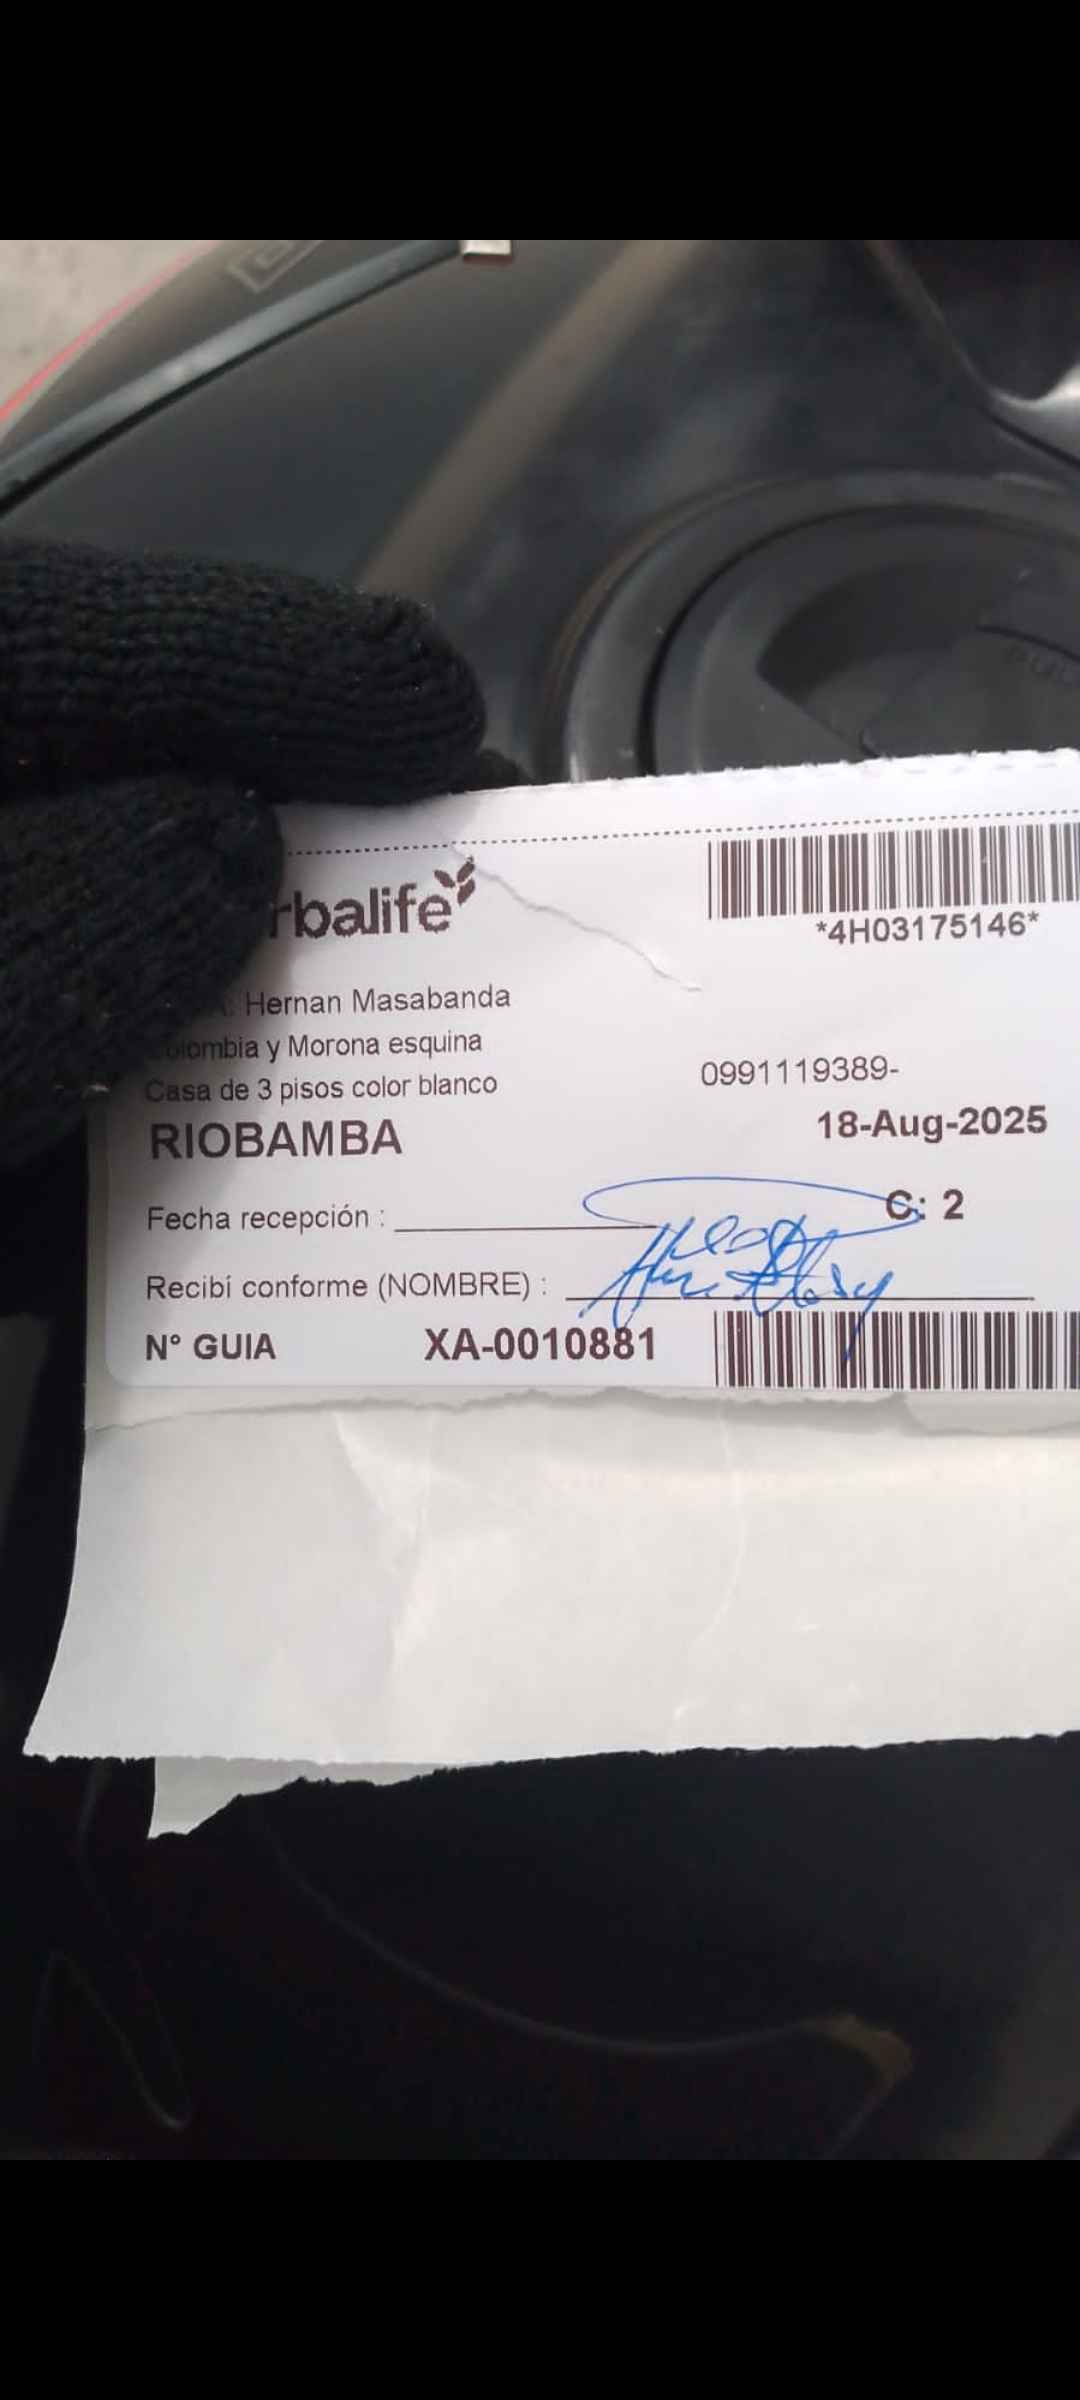 rbalife
*4H03175146*
Hernan Masabanda
Colombia y Morona esquina
Casa de 3 pisos color blanco
0991119389-
RIOBAMBA
18-Aug-2025
C: 2
Fecha recepción :
Recibí conforme (NOMBRE) :
N° GUIA XA-0010881